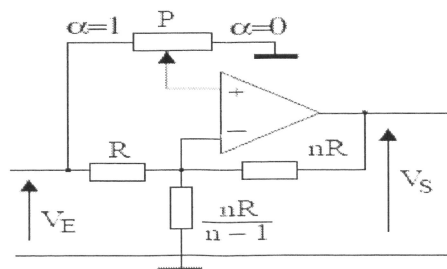 α=1 P α=0
+
−
R nR
V_E nR/(n − 1) V_S